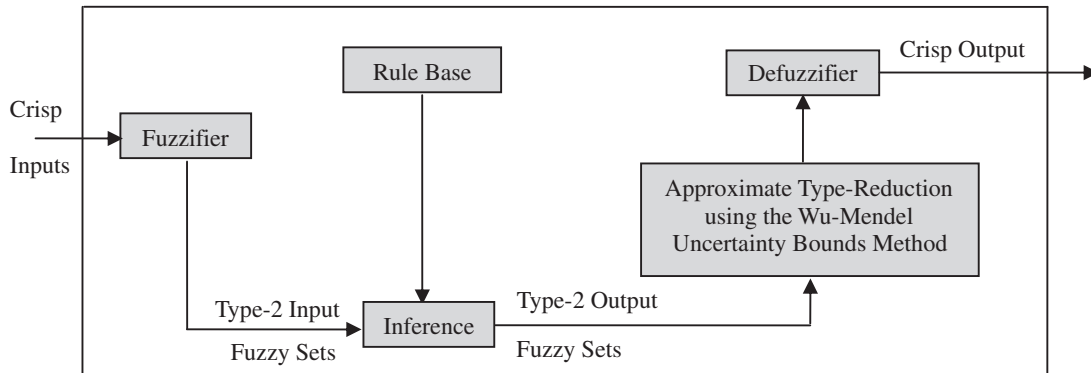 Crisp Output
Rule Base
Defuzzifier
Crisp
Inputs
Fuzzifier
Approximate Type-Reduction
using the Wu-Mendel
Uncertainty Bounds Method
Type-2 Input
Fuzzy Sets
Inference
Type-2 Output
Fuzzy Sets